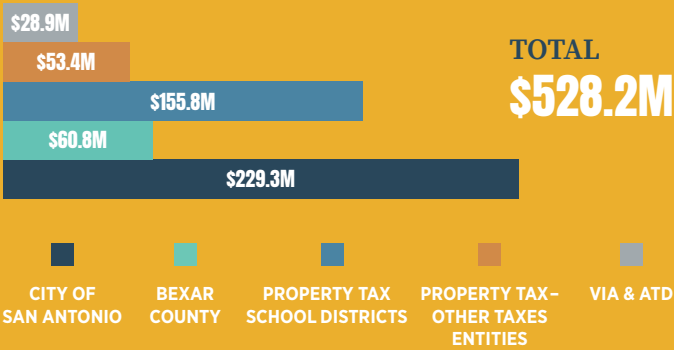 $28.9M
$53.4M
$155.8M
$60.8M
$229.3M
TOTAL
$528.2M
CITY OF
SAN ANTONIO
BEXAR
COUNTY
PROPERTY TAX
SCHOOL DISTRICTS
PROPERTY TAX–
OTHER TAXES
ENTITIES
VIA & ATD